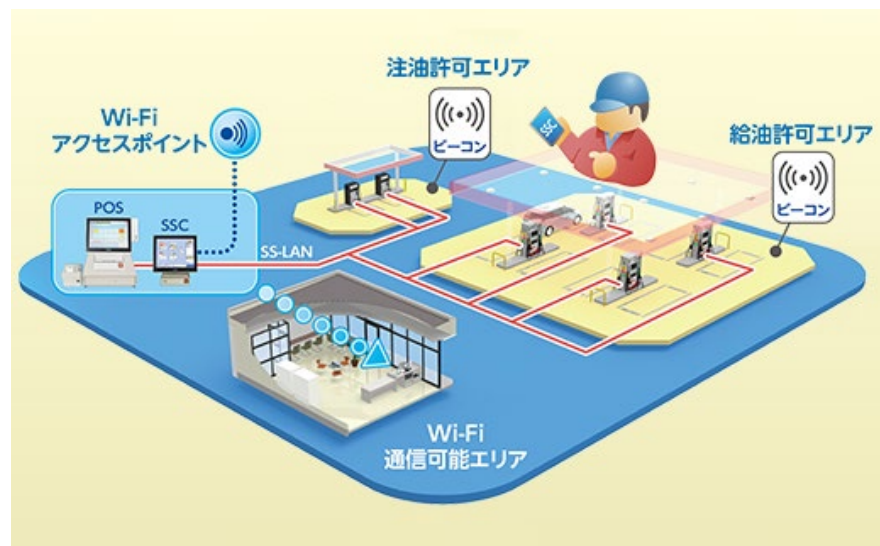 注油許可エリア
ビーコン
Wi-Fi
アクセスポイント
SSC
給油許可エリア
ビーコン
POS
SSC
SS-LAN
Wi-Fi
通信可能エリア